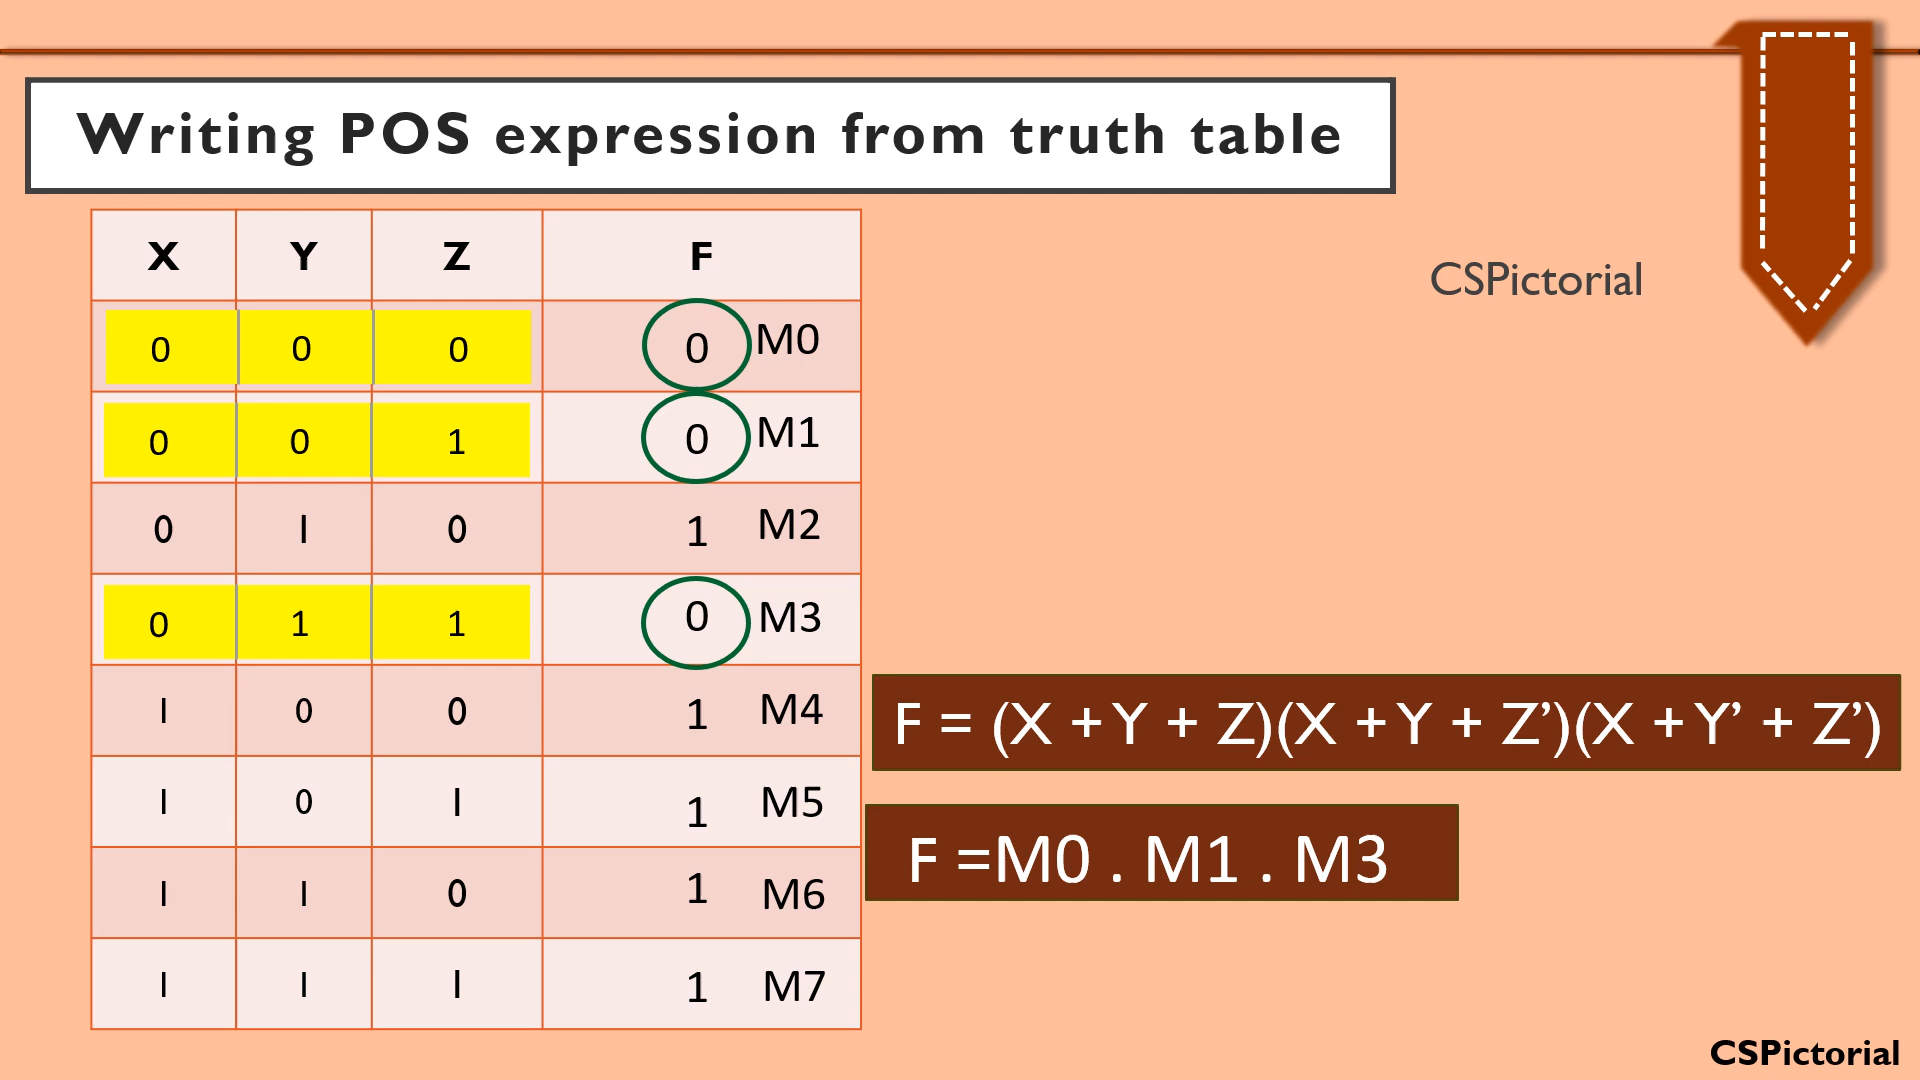 Writing POS expression from truth table
CSPictorial
X Y Z F
0 0 0 0 M0
0 0 1 0 M1
0 1 0 1 M2
0 1 1 0 M3
1 0 0 1 M4
F = (X + Y + Z)(X + Y + Z’)(X + Y’ + Z’)
1 0 1 1 M5
F =M0 . M1 . M3
1 1 0 1 M6
1 1 1 1 M7
CSPictorial